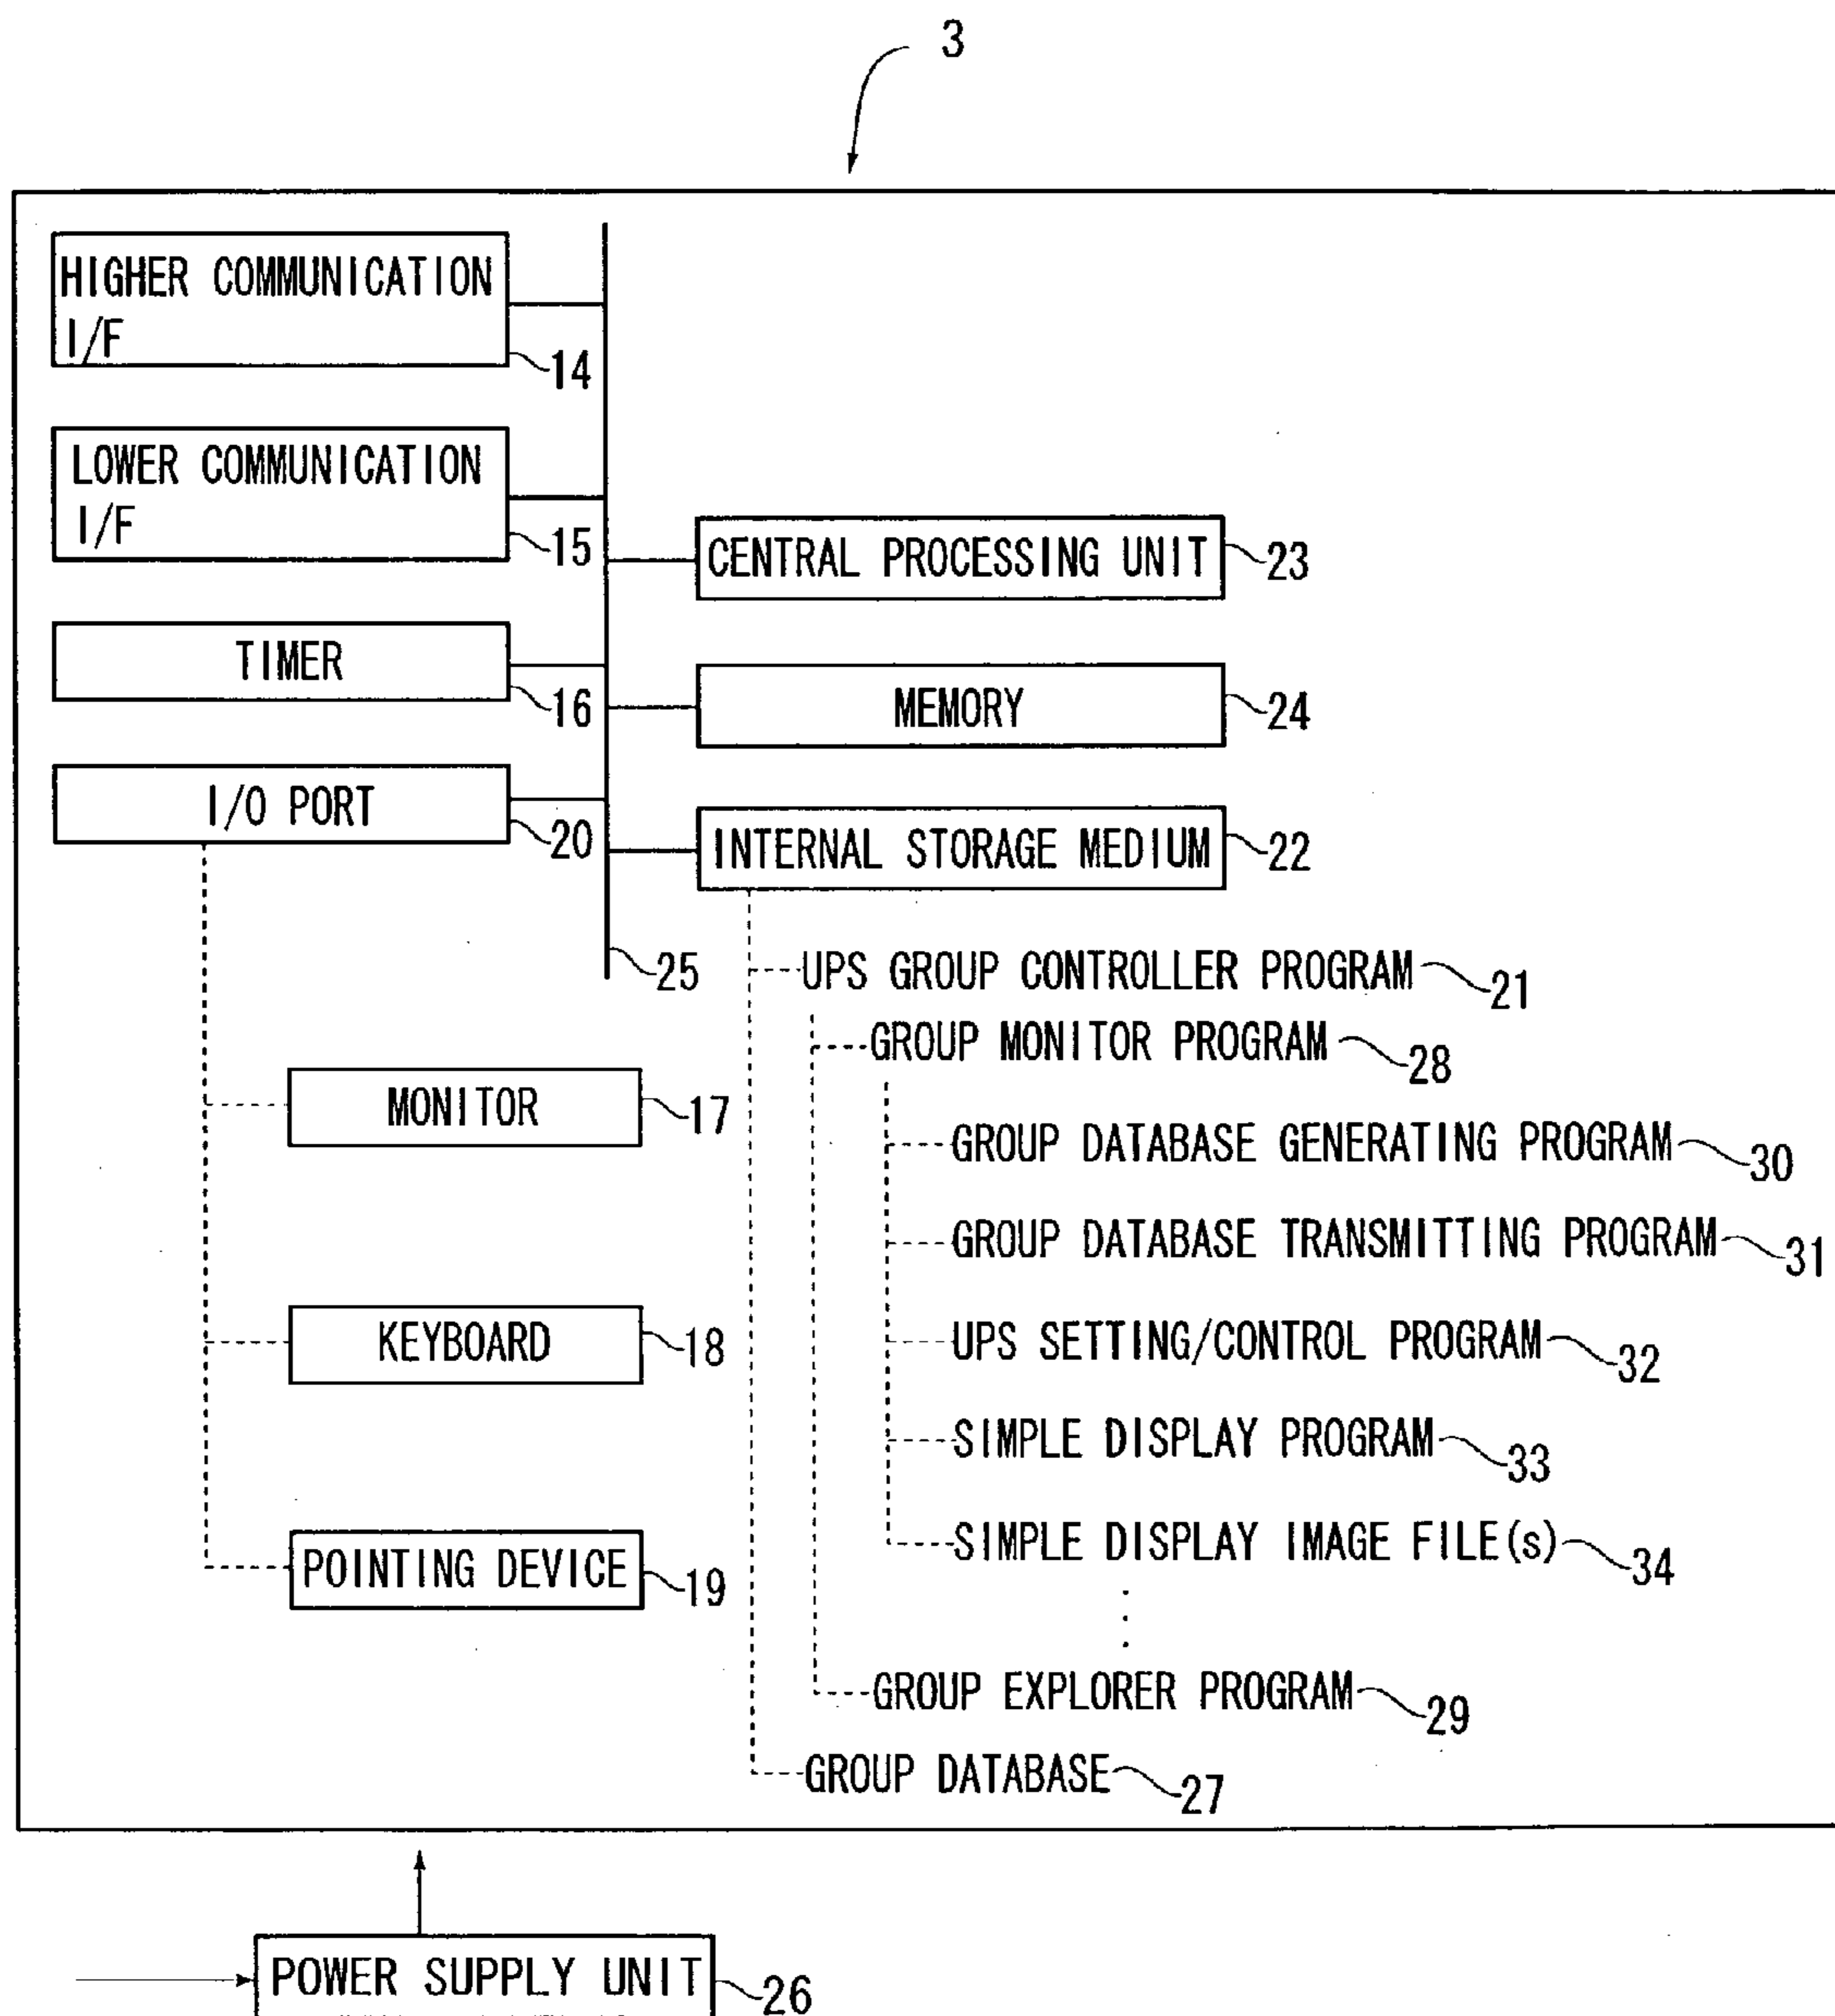 3
HIGHER COMMUNICATION
I/F
14
LOWER COMMUNICATION
I/F
15
CENTRAL PROCESSING UNIT
23
TIMER
16
MEMORY
24
I/O PORT
20
INTERNAL STORAGE MEDIUM
22
25
UPS GROUP CONTROLLER PROGRAM
21
GROUP MONITOR PROGRAM
28
MONITOR
17
GROUP DATABASE GENERATING PROGRAM
30
GROUP DATABASE TRANSMITTING PROGRAM
31
KEYBOARD
18
UPS SETTING/CONTROL PROGRAM
32
SIMPLE DISPLAY PROGRAM
33
POINTING DEVICE
19
SIMPLE DISPLAY IMAGE FILE(s)
34
GROUP EXPLORER PROGRAM
29
GROUP DATABASE
27
POWER SUPPLY UNIT
26